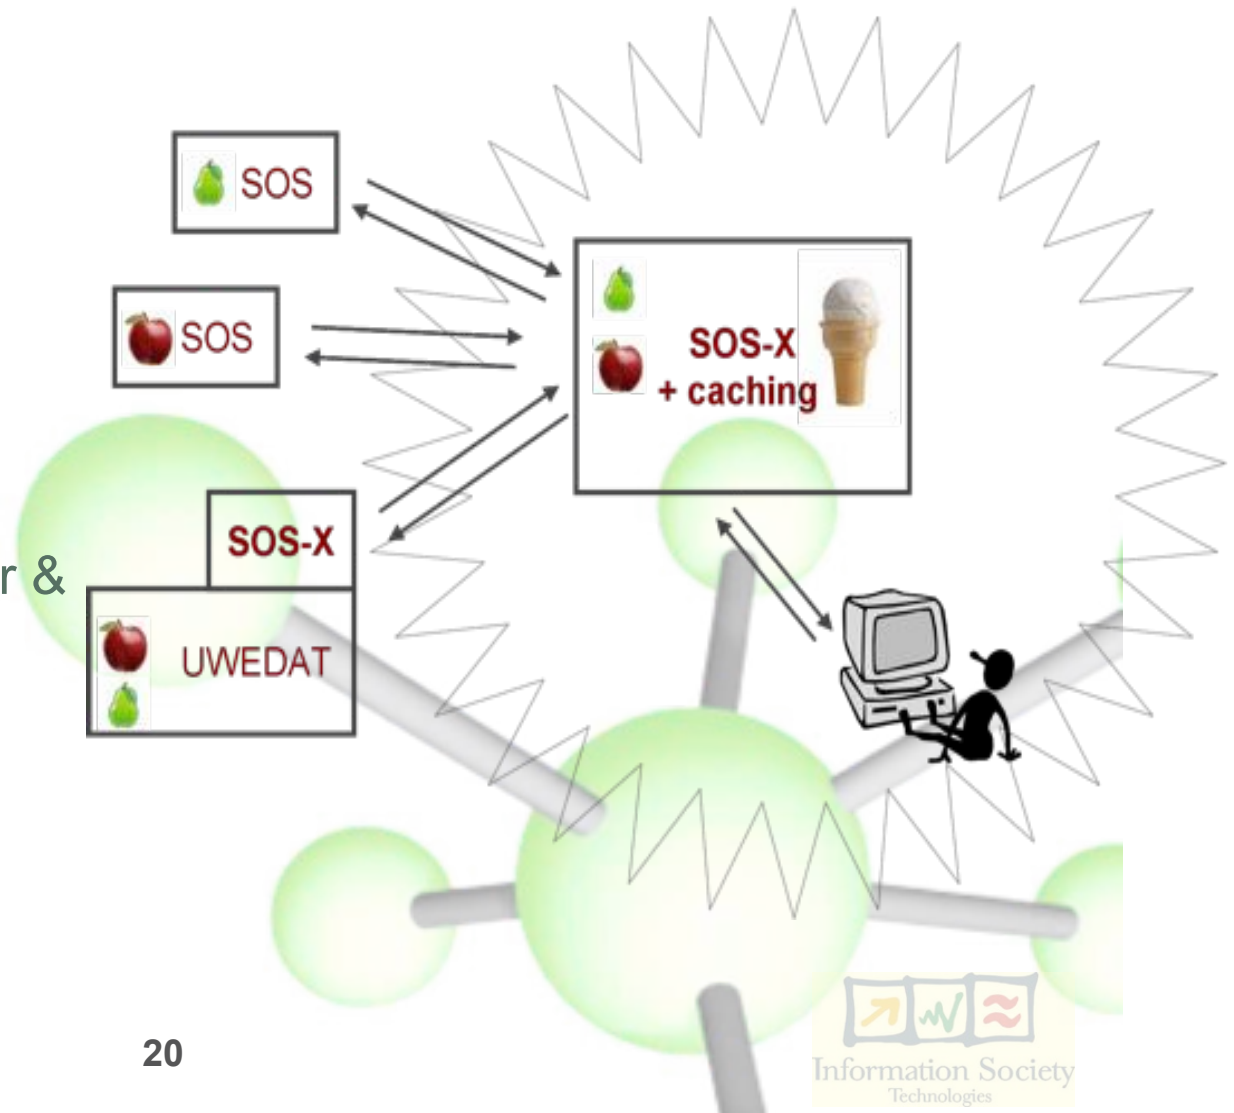 SOS
SOS
SOS-X
+ caching
SOS-X
r &
UWEDAT
20
Information Society
Technologies